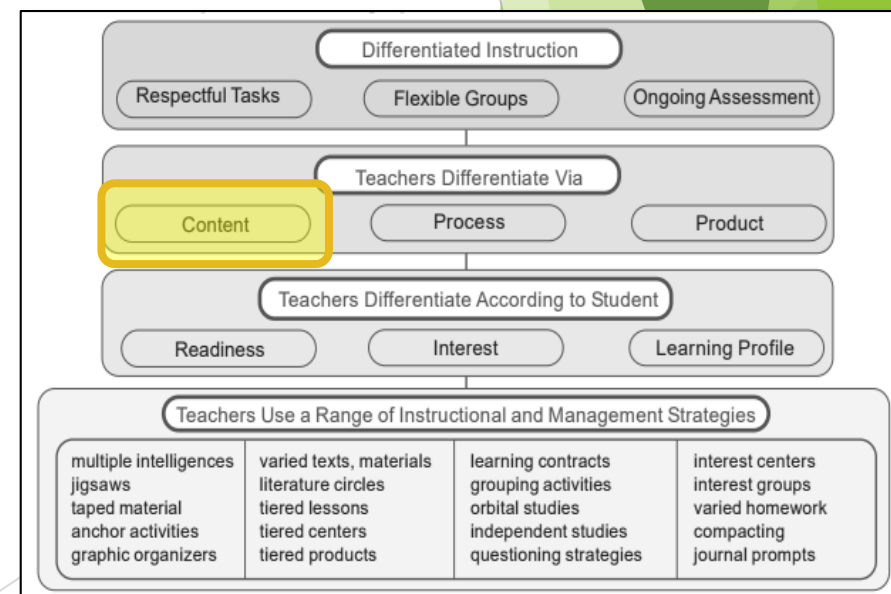 Differentiated Instruction
Respectful Tasks
Flexible Groups
Ongoing Assessment
Teachers Differentiate Via
Content
Process
Product
Teachers Differentiate According to Student
Readiness
Interest
Learning Profile
Teachers Use a Range of Instructional and Management Strategies
multiple intelligences
jigsaws
taped material
anchor activities
graphic organizers
varied texts, materials
literature circles
tiered lessons
tiered centers
tiered products
learning contracts
grouping activities
orbital studies
independent studies
questioning strategies
interest centers
interest groups
varied homework
compacting
journal prompts